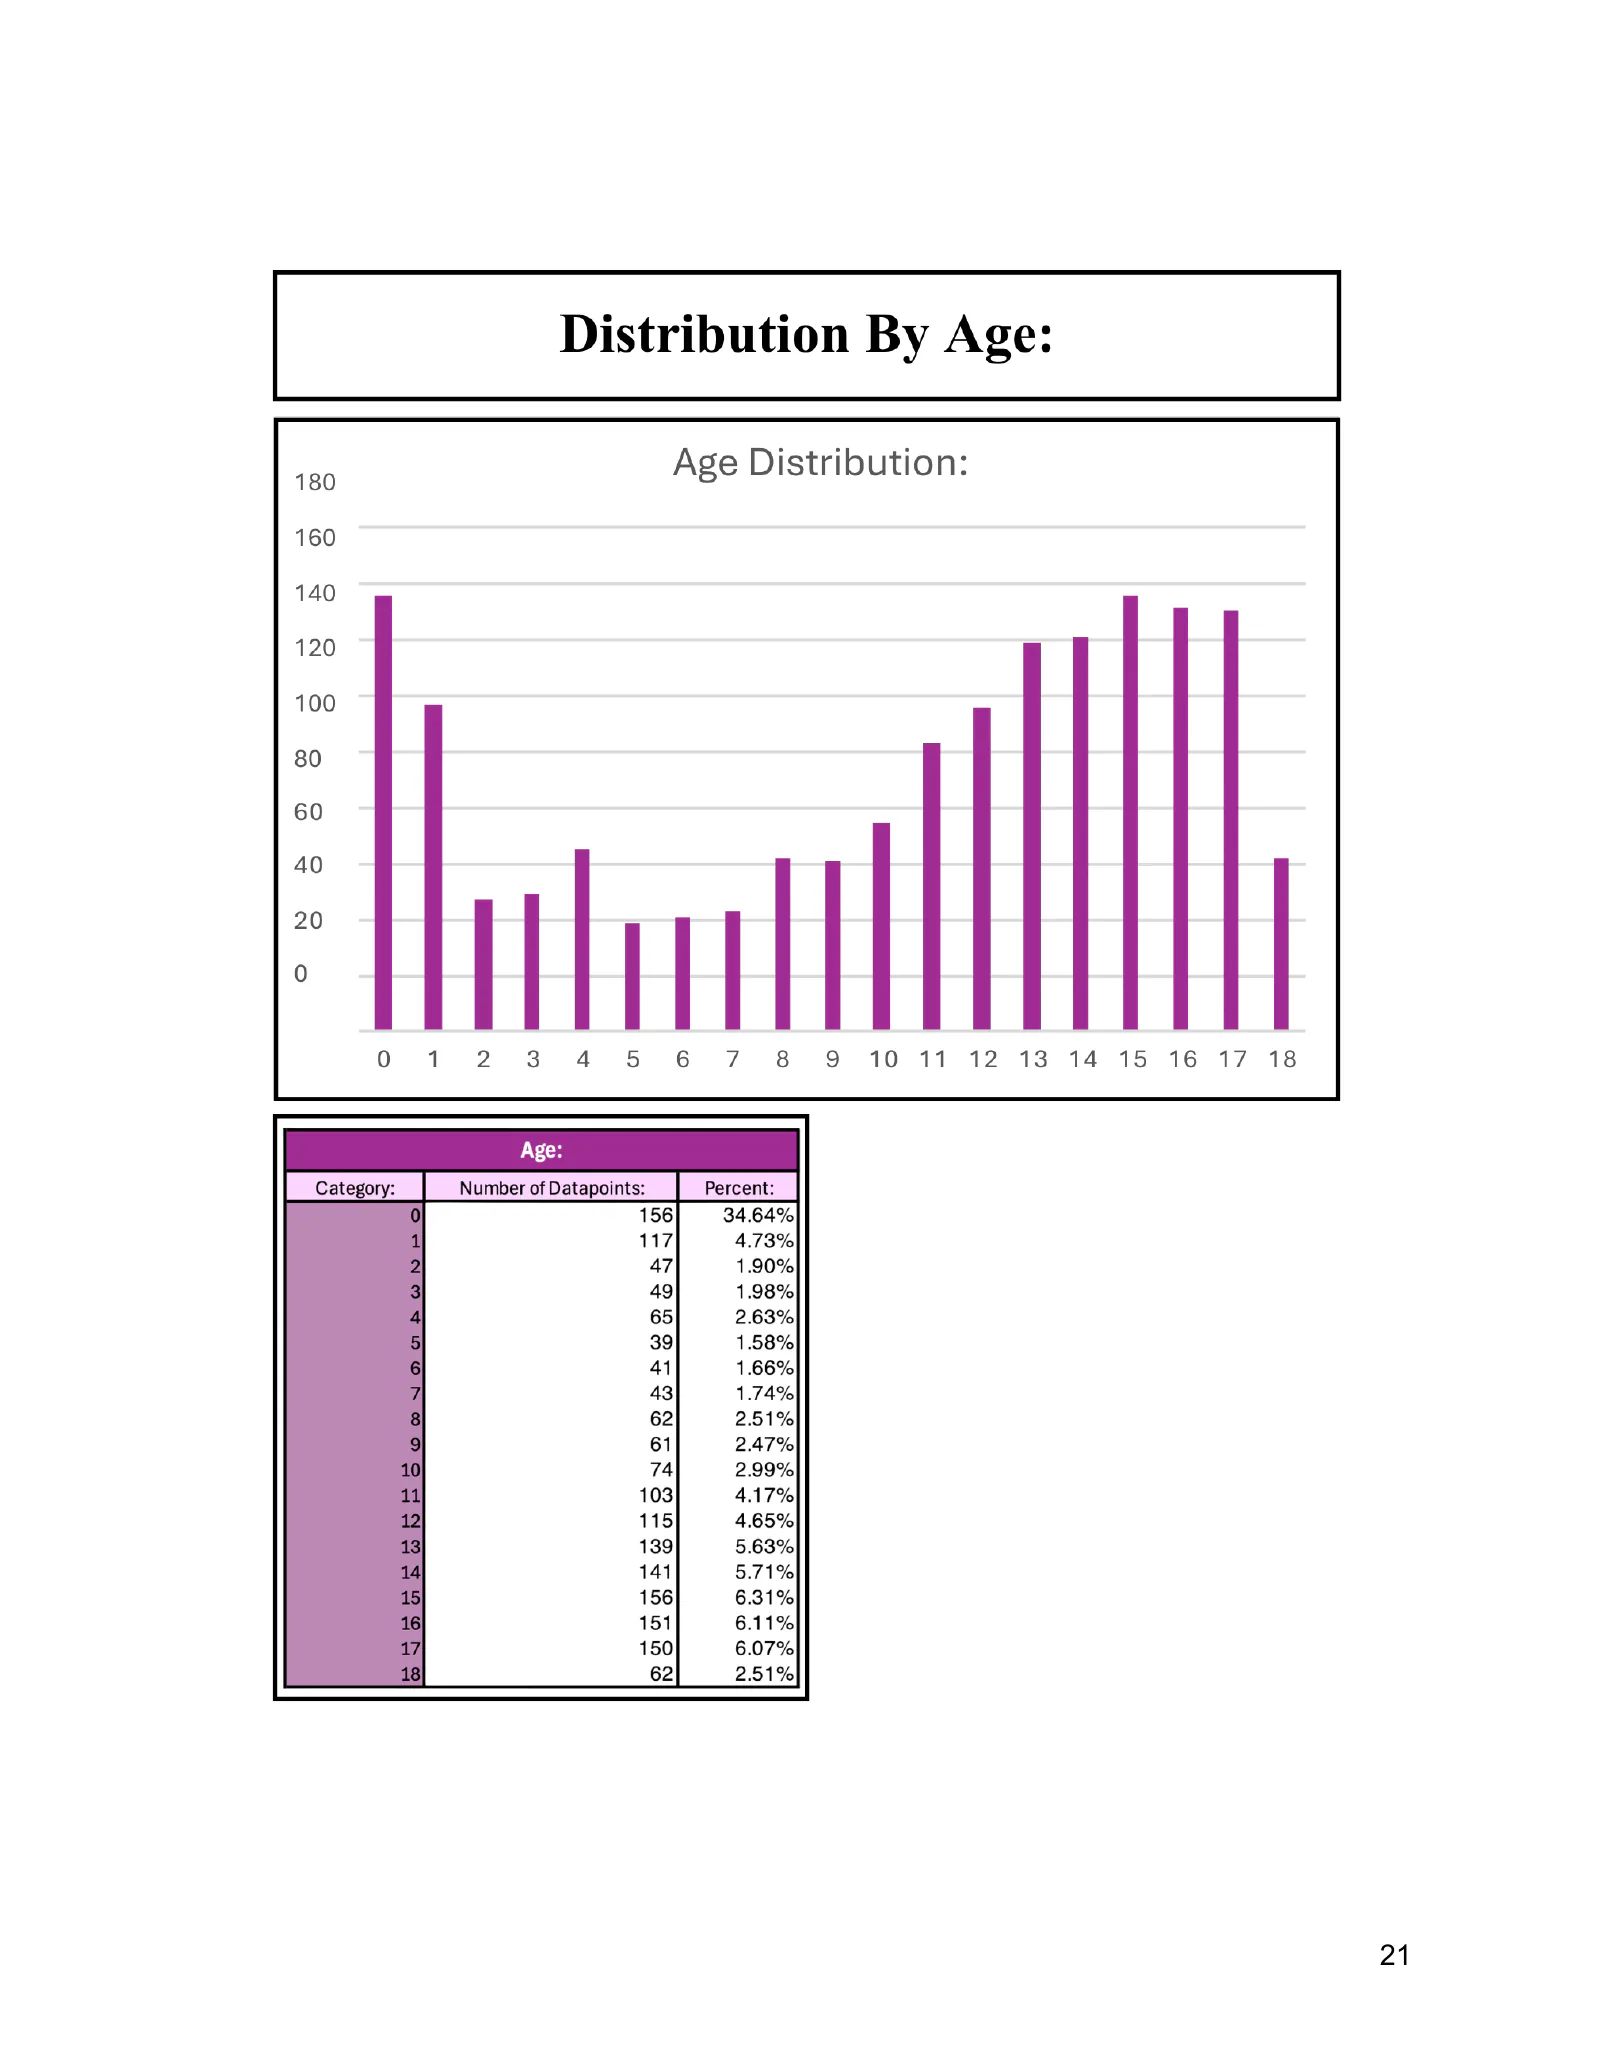 Distribution By Age:
Age Distribution:
180
160
140
120
100
80
60
40
20
0
0 1 2 3 4 5 6 7 8 9 10 11 12 13 14 15 16 17 18
Age:
Category: Number of Datapoints: Percent:
0 156 34.64%
1 117 4.73%
2 47 1.90%
3 49 1.98%
4 65 2.63%
5 39 1.58%
6 41 1.66%
7 43 1.74%
8 62 2.51%
9 61 2.47%
10 74 2.99%
11 103 4.17%
12 115 4.65%
13 139 5.63%
14 141 5.71%
15 156 6.31%
16 151 6.11%
17 150 6.07%
18 62 2.51%
21